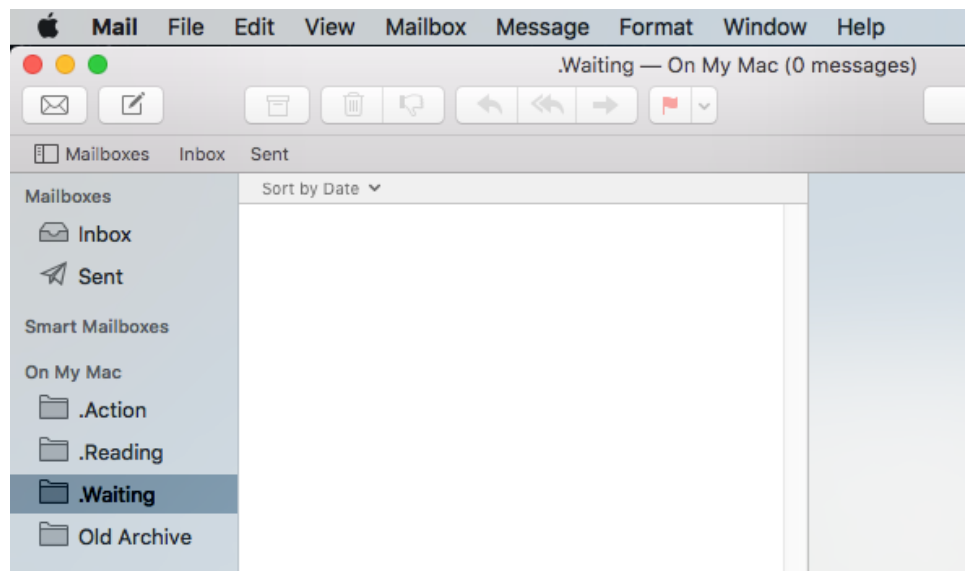 Mail File Edit View Mailbox Message Format Window Help
.Waiting — On My Mac (0 messages)
Mailboxes Inbox Sent
Mailboxes
Sort by Date
Inbox
Sent
Smart Mailboxes
On My Mac
.Action
.Reading
.Waiting
Old Archive